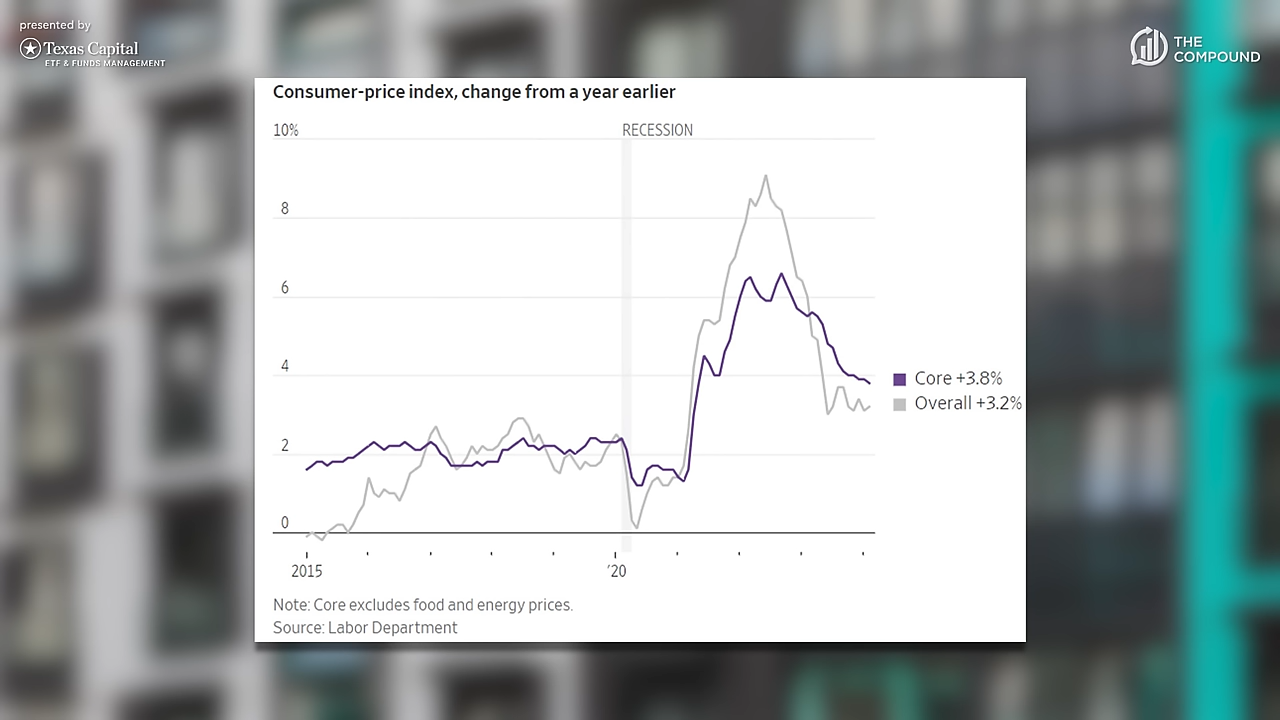 presented by
Texas Capital
ETF & FUNDS MANAGEMENT
THE
COMPOUND
Consumer-price index, change from a year earlier
10%
RECESSION
8
6
4
2
0
Core +3.8%
Overall +3.2%
2015
’20
Note: Core excludes food and energy prices.
Source: Labor Department